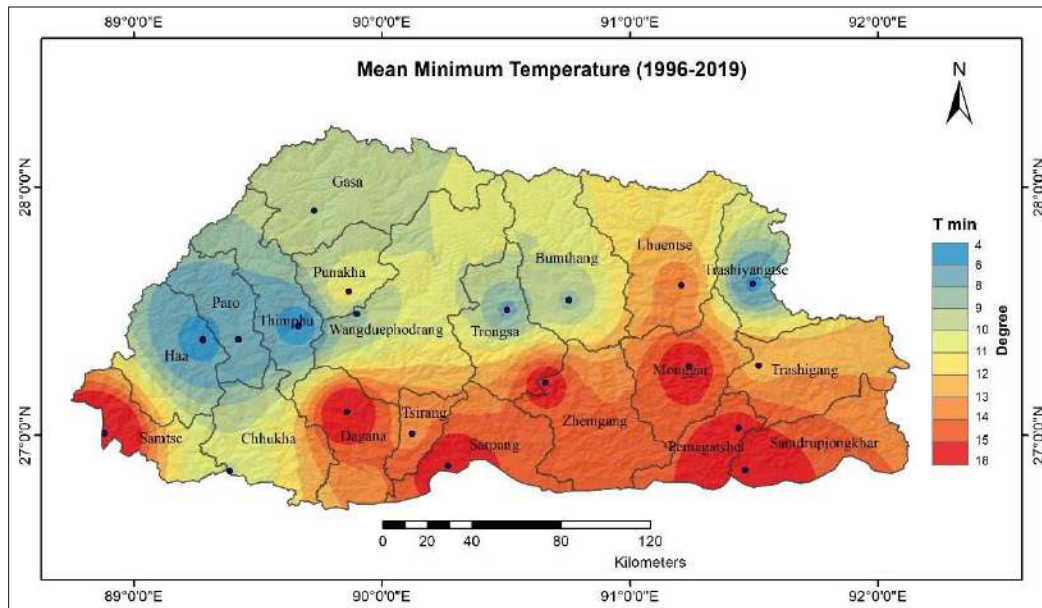 89°0'0"E 90°0'0"E 91°0'0"E 92°0'0"E
Mean Minimum Temperature (1996-2019)
N
28°0'0"N
28°0'0"N
Gasa
T min
Lhuentse
Bumthang
Trashiyangtse
Punakha
Paro
Thimphu
Wangduephodrang
Trongsa
Haa
Monggar
Trashigang
Tsirang
Zhemgang
Samtse
Chhukha
Dagana
Sarpang
Pemagatshel
Samdrupjongkhar
27°0'0"N
27°0'0"N
4
6
8
9
10
11
12
13
14
15
18
Degree
0 20 40 80 120
Kilometers
89°0'0"E 90°0'0"E 91°0'0"E 92°0'0"E